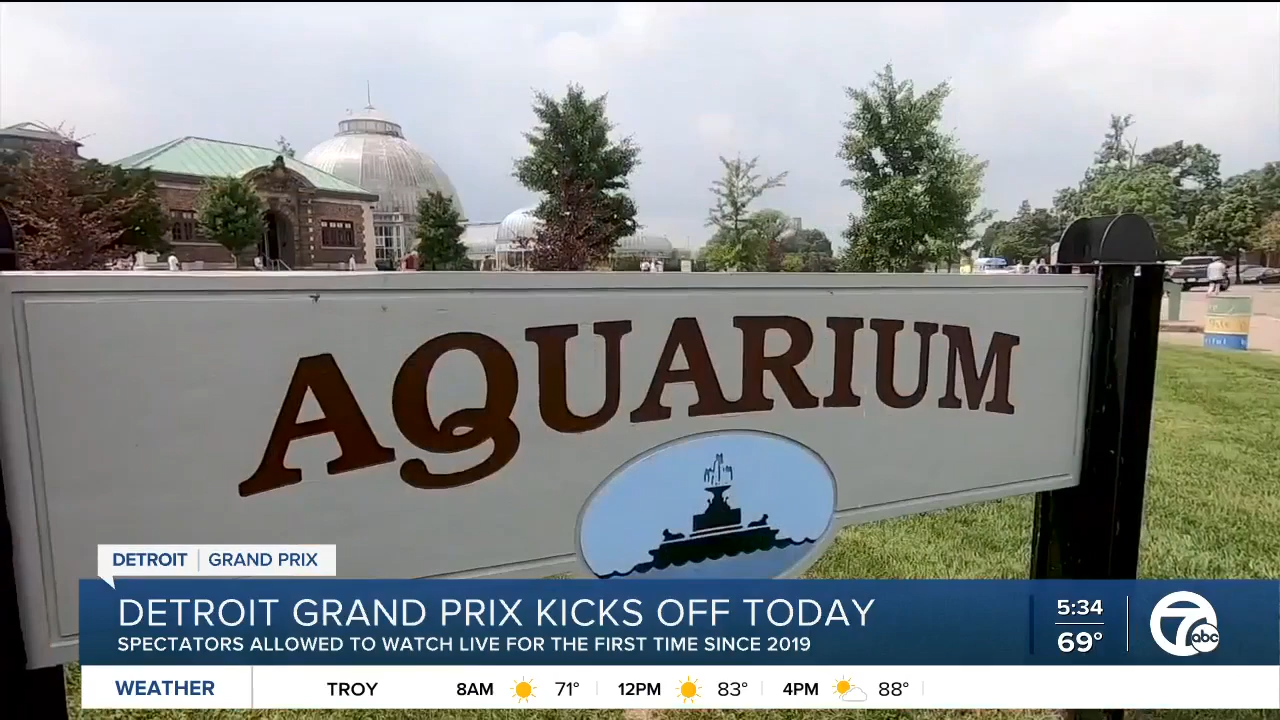 AQUARIUM
DETROIT | GRAND PRIX
DETROIT GRAND PRIX KICKS OFF TODAY
SPECTATORS ALLOWED TO WATCH LIVE FOR THE FIRST TIME SINCE 2019
5:34
69°
7 abc
WEATHER TROY 8AM 71° 12PM 83° 4PM 88°